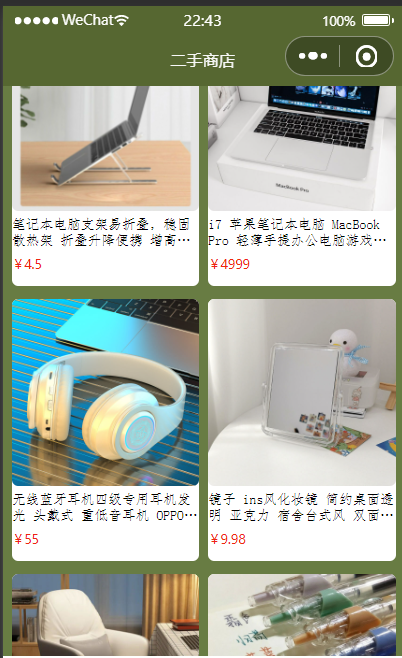 WeChat 22:43 100%
二手商店
MacBook Pro
笔记本电脑支架易折叠，稳固
散热架 折叠升降便携 增高…
￥4.5
i7 苹果笔记本电脑 MacBook
Pro 轻薄手提办公电脑游戏…
￥4999
无线蓝牙耳机四级专用耳机发
光 头戴式 重低音耳机 OPPO…
￥55
镜子 ins风化妆镜 简约桌面透
明 亚克力 宿舍台式风 双面…
￥9.98